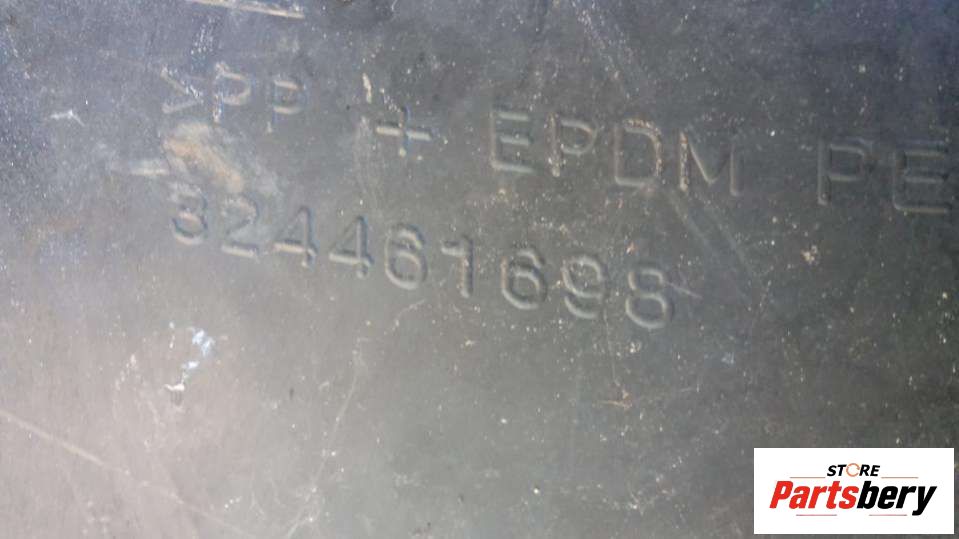 >PP + EPDM PE
324461698
STORE
Partsbery